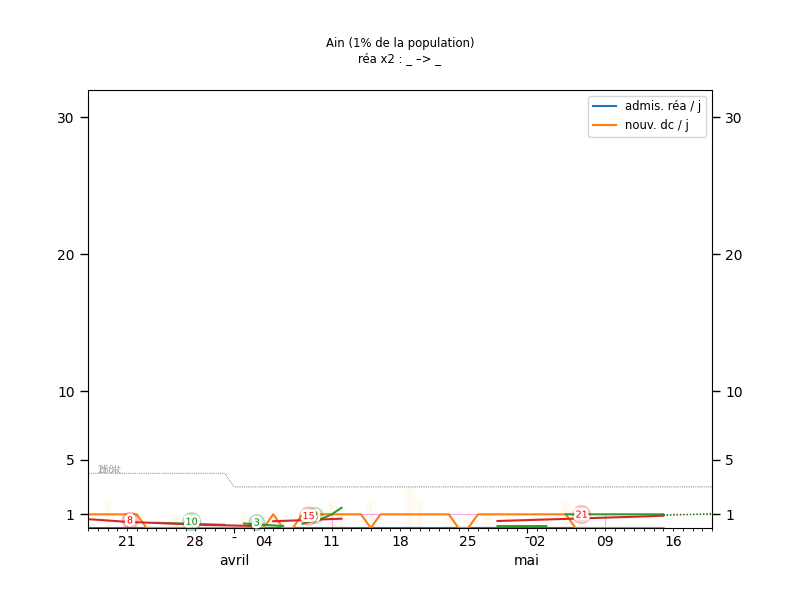 Ain (1% de la population)
réa x2 : _ –> _
admis. réa / j
nouv. dc / j
30 30
20 20
10 10
5 5
1 1
8 10 3 15 21
21 28 - 04 11 18 25 - 02 09 16
avril mai